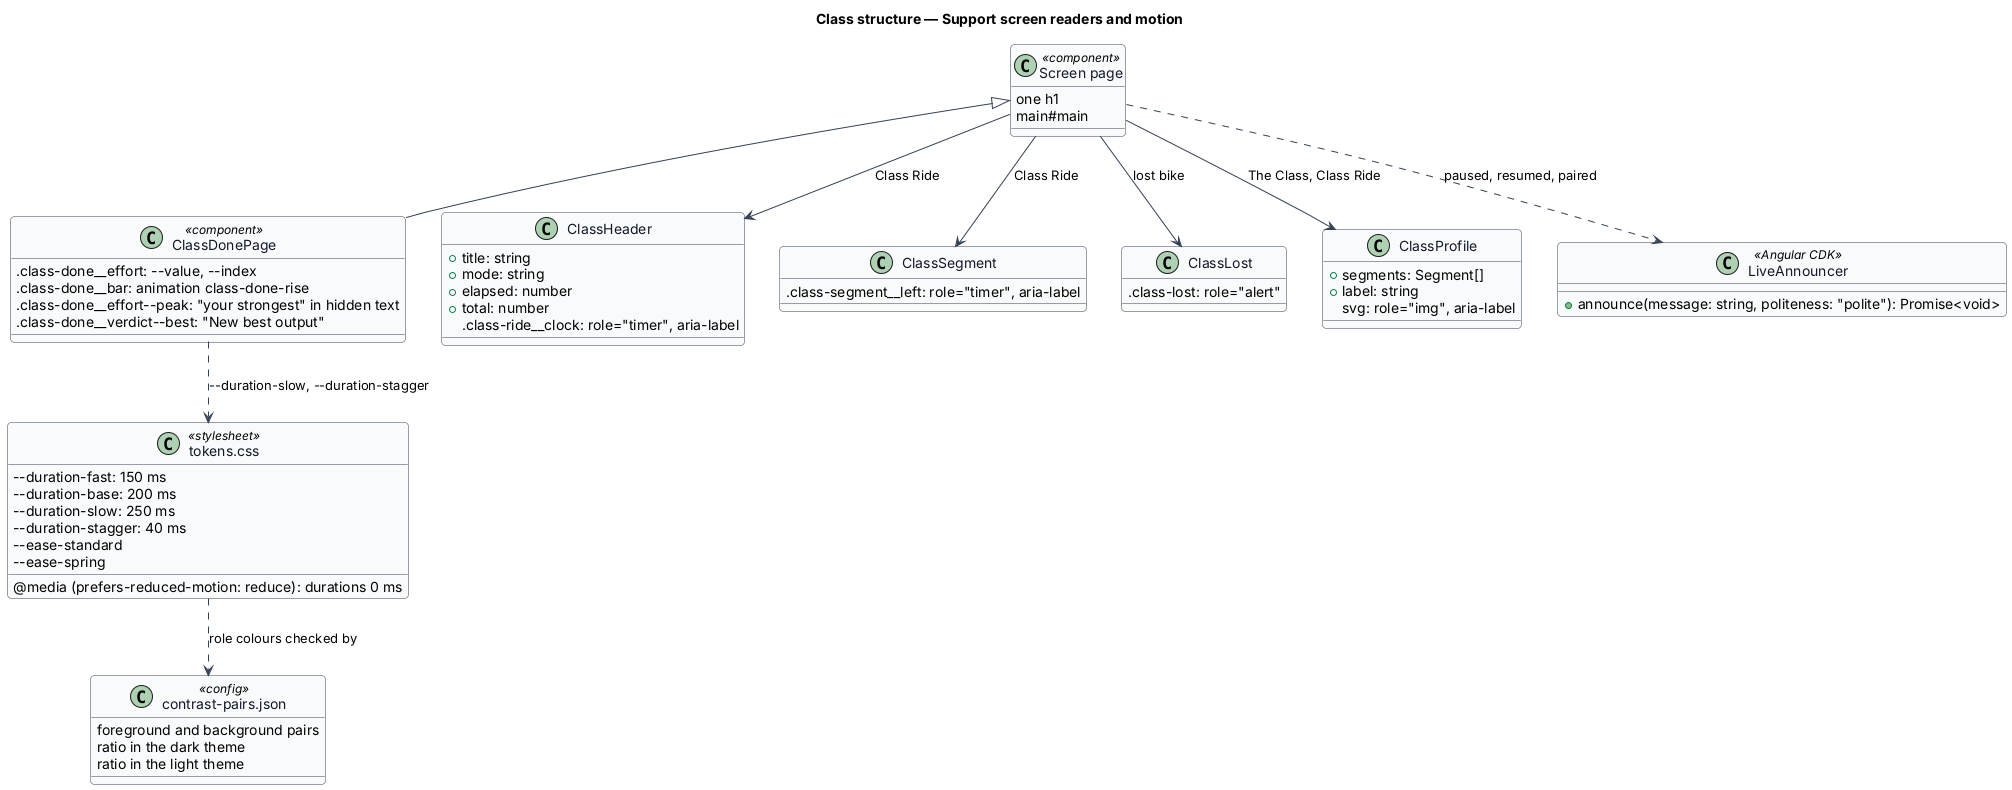 Class structure — Support screen readers and motion
C
«component»
Screen page
one h1
main#main
Class Ride
Class Ride
lost bike
The Class, Class Ride
paused, resumed, paired
C
«component»
ClassDonePage
.class-done__effort: --value, --index
.class-done__bar: animation class-done-rise
.class-done__effort--peak: "your strongest" in hidden text
.class-done__verdict--best: "New best output"
C
ClassHeader
title: string
mode: string
elapsed: number
total: number
.class-ride__clock: role="timer", aria-label
C
ClassSegment
.class-segment__left: role="timer", aria-label
C
ClassLost
.class-lost: role="alert"
C
ClassProfile
segments: Segment[]
label: string
svg: role="img", aria-label
C
«Angular CDK»
LiveAnnouncer
announce(message: string, politeness: "polite"): Promise<void>
--duration-slow, --duration-stagger
C
«stylesheet»
tokens.css
--duration-fast: 150 ms
--duration-base: 200 ms
--duration-slow: 250 ms
--duration-stagger: 40 ms
--ease-standard
--ease-spring
@media (prefers-reduced-motion: reduce): durations 0 ms
role colours checked by
C
«config»
contrast-pairs.json
foreground and background pairs
ratio in the dark theme
ratio in the light theme